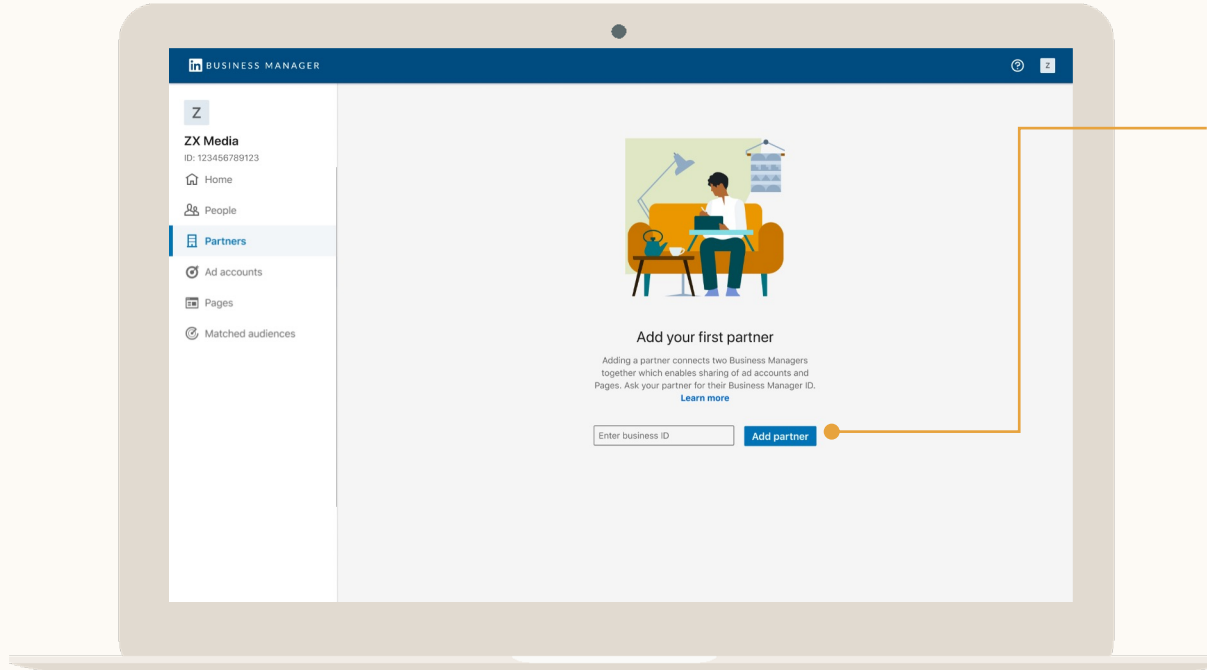 in BUSINESS MANAGER
Z
Z
ZX Media
ID: 123456789123
Home
People
Partners
Ad accounts
Pages
Matched audiences
Add your first partner
Adding a partner connects two Business Managers
together which enables sharing of ad accounts and
Pages. Ask your partner for their Business Manager ID.
Learn more
Enter business ID
Add partner